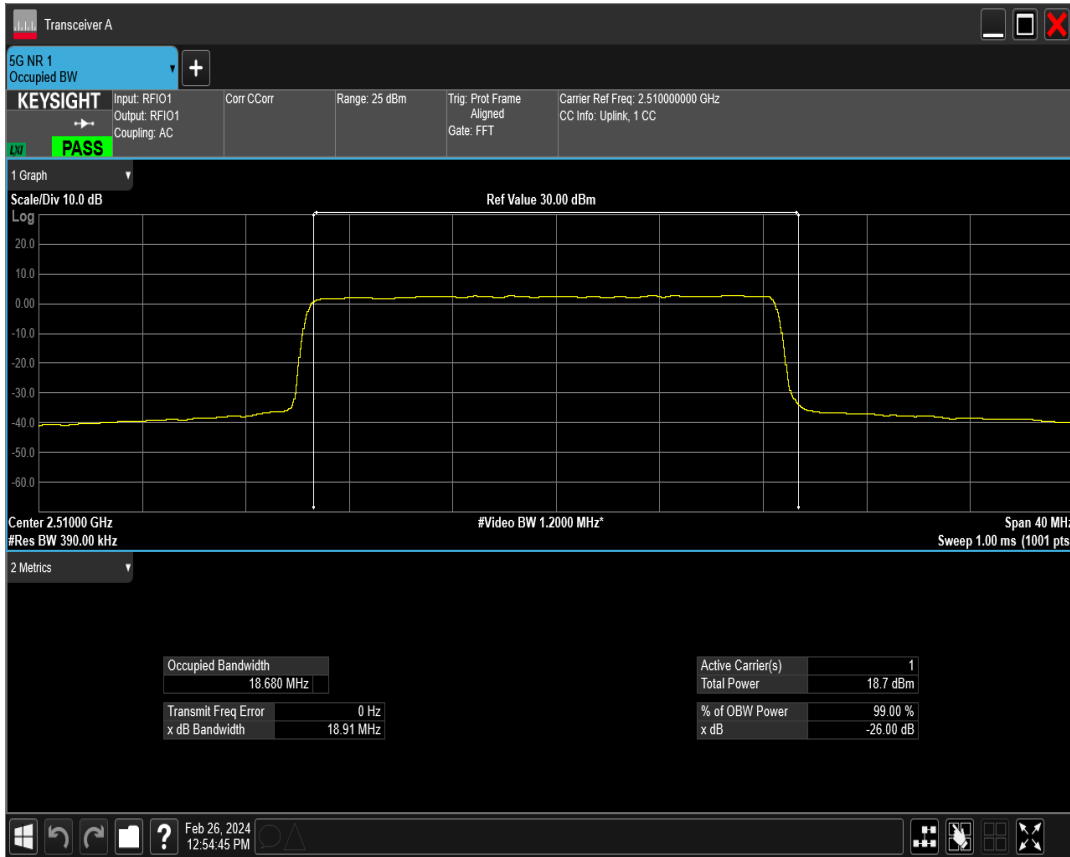 Transceiver A
5G NR 1
Occupied BW
+
KEYSIGHT
LXI
PASS
Input: RFIO1
Output: RFIO1
Coupling: AC
Corr CCorr
Range: 25 dBm
Trig: Prot Frame
Aligned
Gate: FFT
Carrier Ref Freq: 2.510000000 GHz
CC Info: Uplink, 1 CC
1 Graph
Scale/Div 10.0 dB
Ref Value 30.00 dBm
Log
20.0
10.0
0.00
-10.0
-20.0
-30.0
-40.0
-50.0
-60.0
Center 2.51000 GHz
#Video BW 1.2000 MHz*
Span 40 MHz
#Res BW 390.00 kHz
Sweep 1.00 ms (1001 pts
2 Metrics
Occupied Bandwidth
18.680 MHz
Transmit Freq Error 0 Hz
x dB Bandwidth 18.91 MHz
Active Carrier(s) 1
Total Power 18.7 dBm
% of OBW Power 99.00 %
x dB -26.00 dB
?
Feb 26, 2024
12:54:45 PM